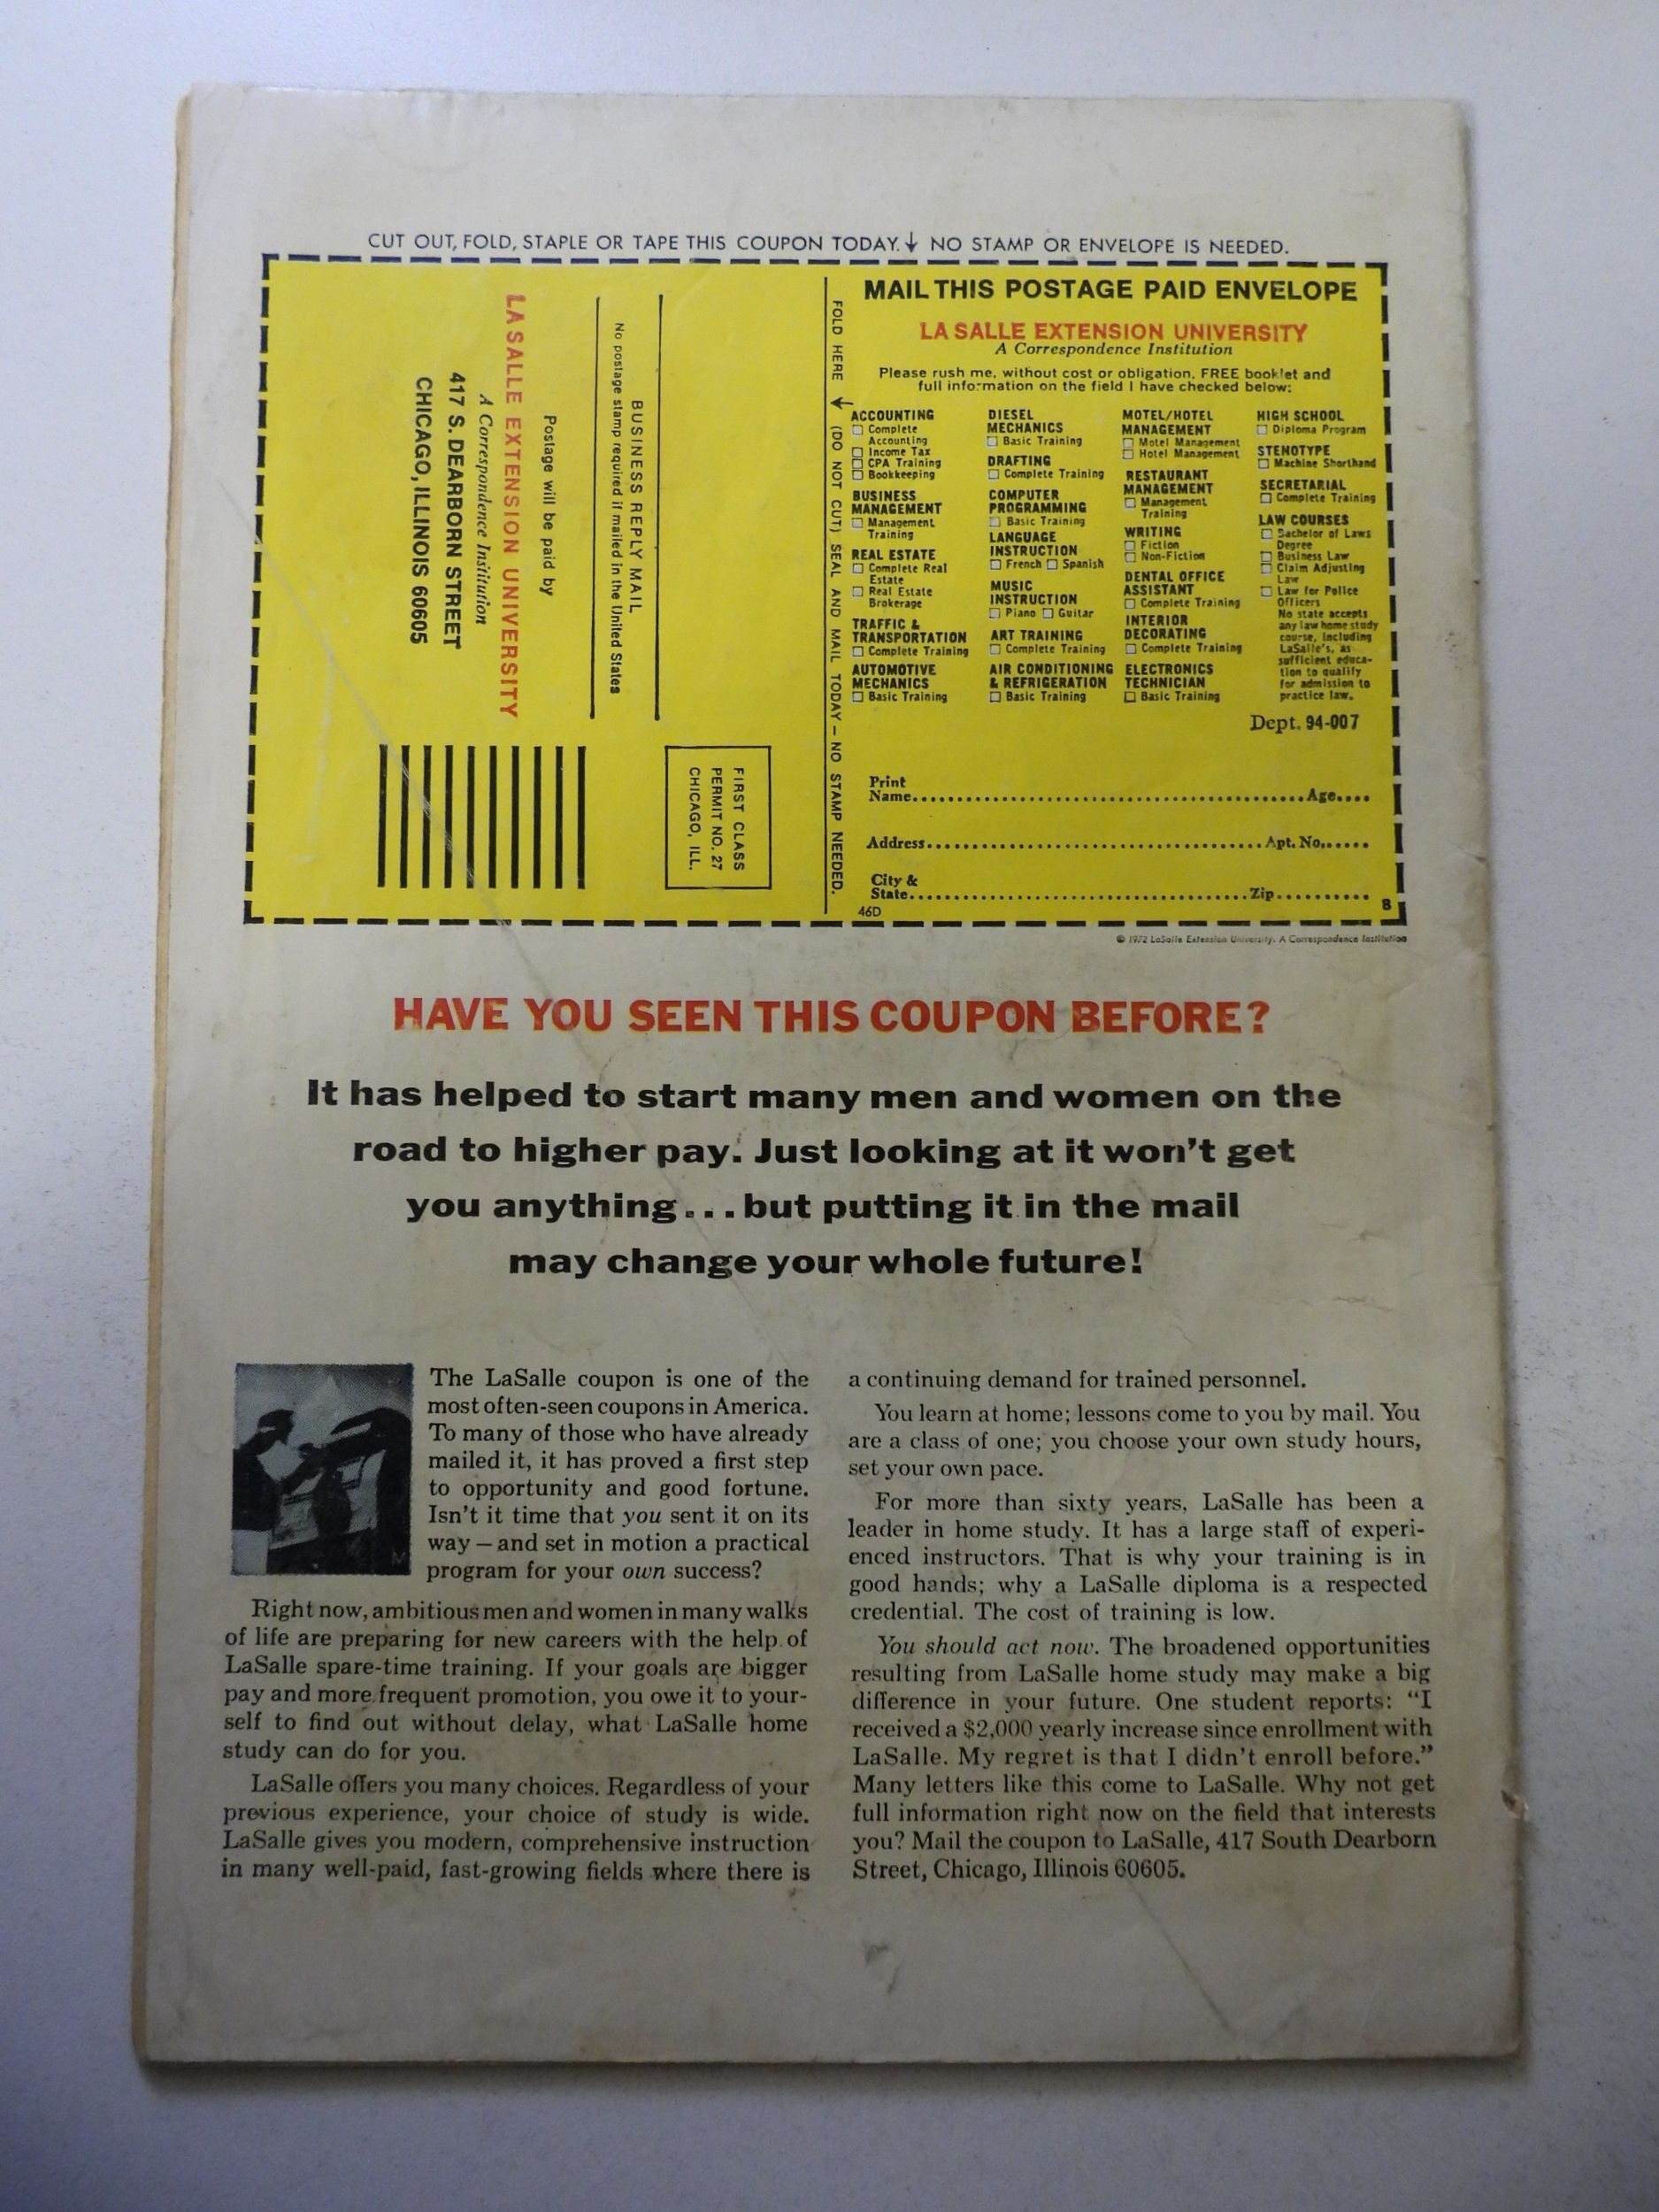 CUT OUT, FOLD, STAPLE OR TAPE THIS COUPON TODAY. ↓ NO STAMP OR ENVELOPE IS NEEDED.
BUSINESS REPLY MAIL
No postage stamp required if mailed in the United States
Postage will be paid by
LA SALLE EXTENSION UNIVERSITY
A Correspondence Institution
417 S. DEARBORN STREET
CHICAGO, ILLINOIS 60605
FIRST CLASS
PERMIT NO. 27
CHICAGO, ILL.
FOLD HERE (DO NOT CUT) SEAL AND MAIL TODAY — NO STAMP NEEDED.
MAIL THIS POSTAGE PAID ENVELOPE
LA SALLE EXTENSION UNIVERSITY
A Correspondence Institution
Please rush me, without cost or obligation, FREE booklet and
full information on the field I have checked below:
ACCOUNTING
☐ Complete
Accounting
☐ Income Tax
☐ CPA Training
☐ Bookkeeping
BUSINESS
MANAGEMENT
☐ Management
Training
REAL ESTATE
☐ Complete Real
Estate
☐ Real Estate
Brokerage
TRAFFIC &
TRANSPORTATION
☐ Complete Training
AUTOMOTIVE
MECHANICS
☐ Basic Training
DIESEL
MECHANICS
☐ Basic Training
DRAFTING
☐ Complete Training
COMPUTER
PROGRAMMING
☐ Basic Training
LANGUAGE
INSTRUCTION
☐ French ☐ Spanish
MUSIC
INSTRUCTION
☐ Piano ☐ Guitar
ART TRAINING
☐ Complete Training
AIR CONDITIONING
& REFRIGERATION
☐ Basic Training
MOTEL/HOTEL
MANAGEMENT
☐ Motel Management
☐ Hotel Management
RESTAURANT
MANAGEMENT
☐ Management
Training
WRITING
☐ Fiction
☐ Non-Fiction
DENTAL OFFICE
ASSISTANT
☐ Complete Training
INTERIOR
DECORATING
☐ Complete Training
ELECTRONICS
TECHNICIAN
☐ Basic Training
HIGH SCHOOL
☐ Diploma Program
STENOTYPE
☐ Machine Shorthand
SECRETARIAL
☐ Complete Training
LAW COURSES
☐ Bachelor of Laws
Degree
☐ Business Law
☐ Claim Adjusting
Law
☐ Law for Police
Officers
No state accepts
any law home study
course, including
LaSalle's, as
sufficient educa-
tion to qualify
for admission to
practice law.
Dept. 94-007
Print
Name.....Age....
Address.....Apt. No......
City &
State.....Zip..........
46D
8
© 1972 LaSalle Extension University. A Correspondence Institution
HAVE YOU SEEN THIS COUPON BEFORE?
It has helped to start many men and women on the
road to higher pay. Just looking at it won't get
you anything...but putting it in the mail
may change your whole future!
The LaSalle coupon is one of the
most often-seen coupons in America.
To many of those who have already
mailed it, it has proved a first step
to opportunity and good fortune.
Isn't it time that you sent it on its
way — and set in motion a practical
program for your own success?
Right now, ambitious men and women in many walks
of life are preparing for new careers with the help of
LaSalle spare-time training. If your goals are bigger
pay and more frequent promotion, you owe it to your-
self to find out without delay, what LaSalle home
study can do for you.
LaSalle offers you many choices. Regardless of your
previous experience, your choice of study is wide.
LaSalle gives you modern, comprehensive instruction
in many well-paid, fast-growing fields where there is
a continuing demand for trained personnel.
You learn at home; lessons come to you by mail. You
are a class of one; you choose your own study hours,
set your own pace.
For more than sixty years, LaSalle has been a
leader in home study. It has a large staff of experi-
enced instructors. That is why your training is in
good hands; why a LaSalle diploma is a respected
credential. The cost of training is low.
You should act now. The broadened opportunities
resulting from LaSalle home study may make a big
difference in your future. One student reports: "I
received a $2,000 yearly increase since enrollment with
LaSalle. My regret is that I didn't enroll before."
Many letters like this come to LaSalle. Why not get
full information right now on the field that interests
you? Mail the coupon to LaSalle, 417 South Dearborn
Street, Chicago, Illinois 60605.